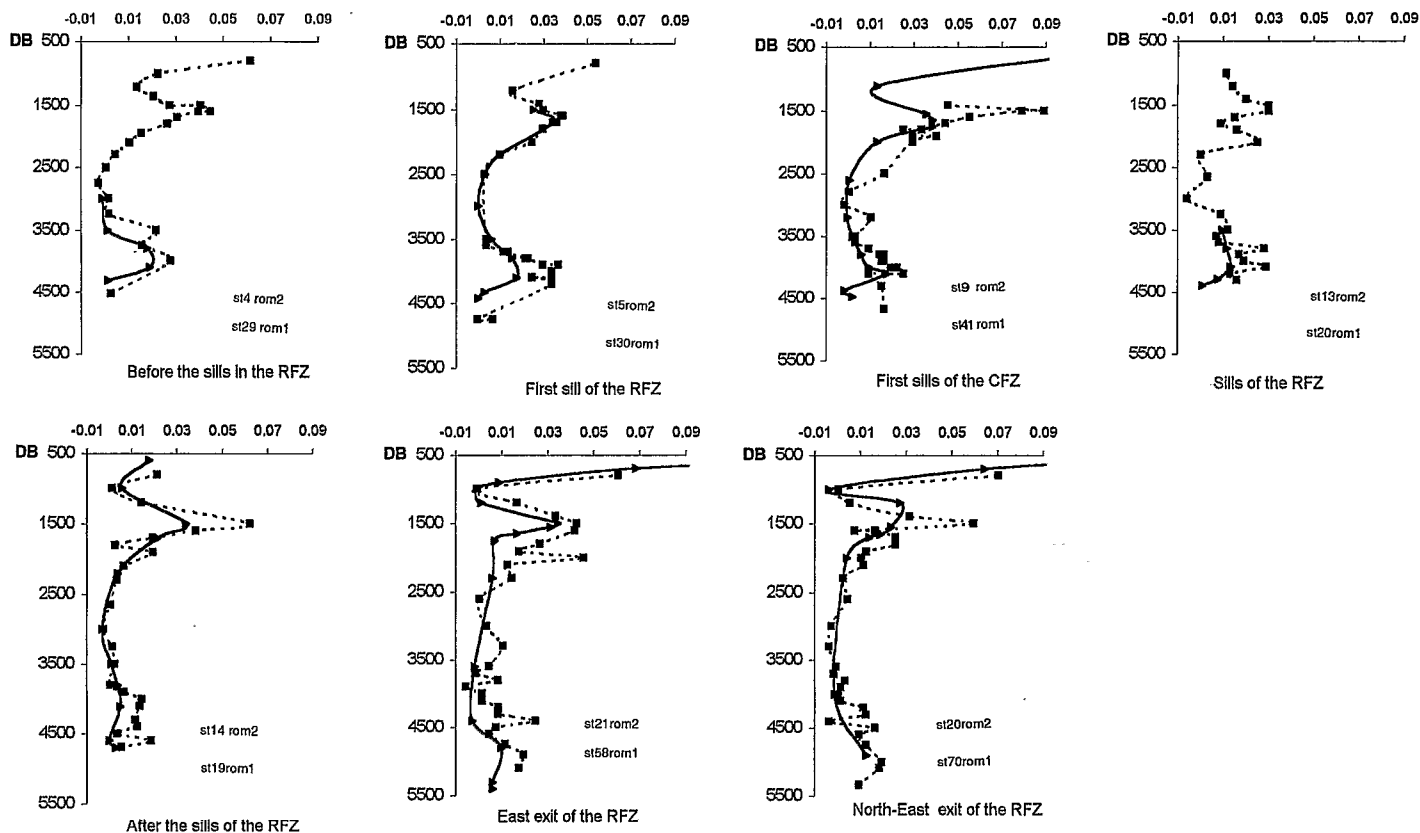 -0.01 0.01 0.03 0.05 0.07 0.09
DB 500
1500
2500
3500
4500
5500
st4 rom2
st29 rom1
Before the sills in the RFZ
-0.01 0.01 0.03 0.05 0.07 0.09
DB 500
1500
2500
3500
4500
5500
st5rom2
st30rom1
First sill of the RFZ
-0.01 0.01 0.03 0.05 0.07 0.09
DB 500
1500
2500
3500
4500
5500
st9 rom2
st41 rom1
First sills of the CFZ
-0.01 0.01 0.03 0.05 0.07 0.09
DB 500
1500
2500
3500
4500
5500
st13rom2
st20rom1
Sills of the RFZ
-0.01 0.01 0.03 0.05 0.07 0.09
DB 500
1500
2500
3500
4500
5500
st14 rom2
st19rom1
After the sills of the RFZ
-0.01 0.01 0.03 0.05 0.07 0.09
DB 500
1500
2500
3500
4500
5500
st21rom2
st58rom1
East exit of the RFZ
-0.01 0.01 0.03 0.05 0.07 0.09
DB 500
1500
2500
3500
4500
5500
st20rom2
st70rom1
North-East exit of the RFZ